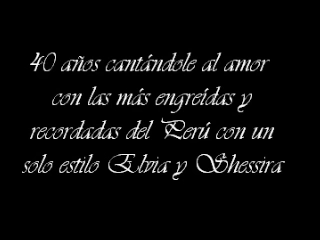 40 años cantándole al amor
con las más engreídas y
recordadas del Perú con un
solo estilo Elvia y Shessira